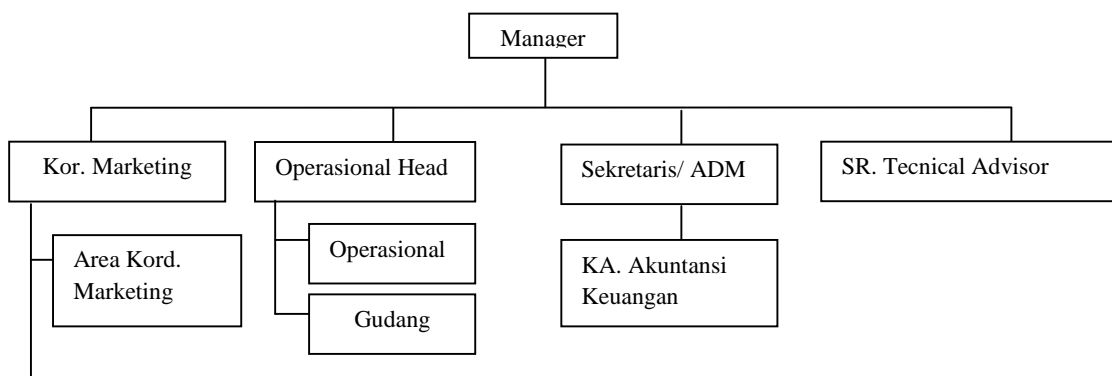 Manager
Kor. Marketing
Operasional Head
Sekretaris/ ADM
SR. Tecnical Advisor
Area Kord.
Marketing
Operasional
Gudang
KA. Akuntansi
Keuangan